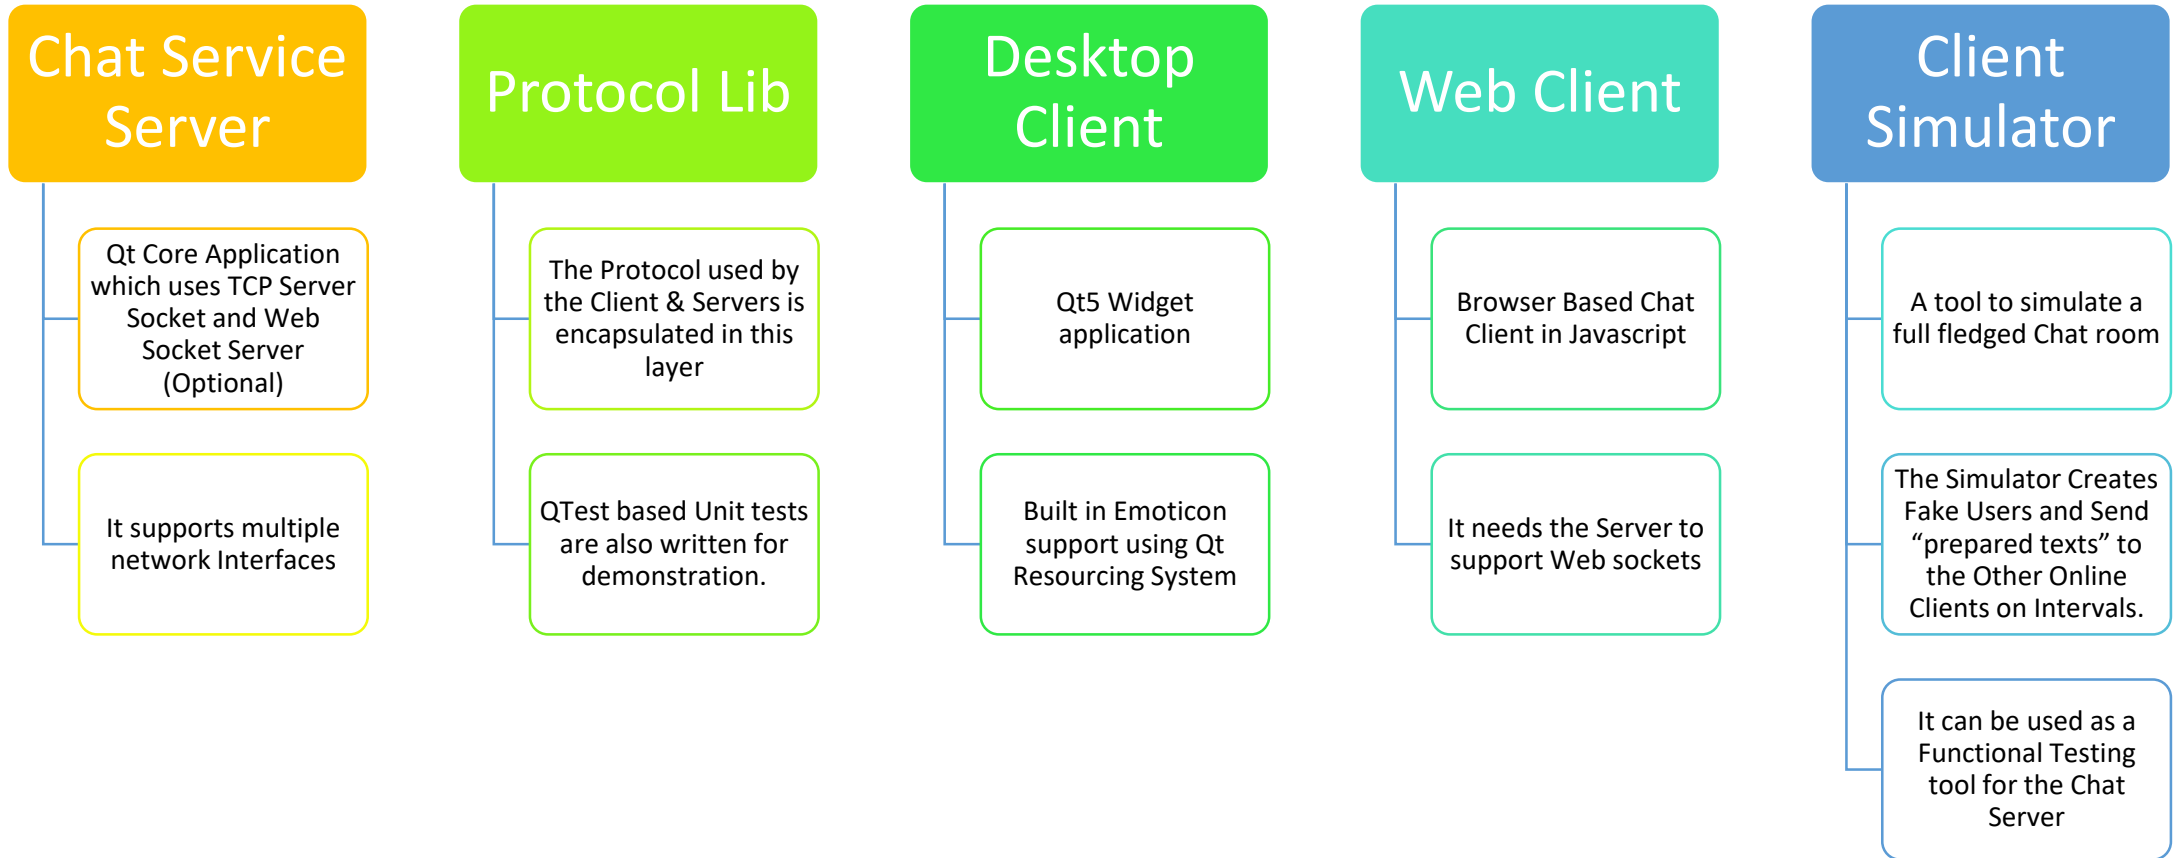 Chat Service
Server
Qt Core Application
which uses TCP Server
Socket and Web
Socket Server
(Optional)
It supports multiple
network Interfaces
Protocol Lib
The Protocol used by
the Client & Servers is
encapsulated in this
layer
QTest based Unit tests
are also written for
demonstration.
Desktop
Client
Qt5 Widget
application
Built in Emoticon
support using Qt
Resourcing System
Web Client
Browser Based Chat
Client in Javascript
It needs the Server to
support Web sockets
Client
Simulator
A tool to simulate a
full fledged Chat room
The Simulator Creates
Fake Users and Send
“prepared texts” to
the Other Online
Clients on Intervals.
It can be used as a
Functional Testing
tool for the Chat
Server